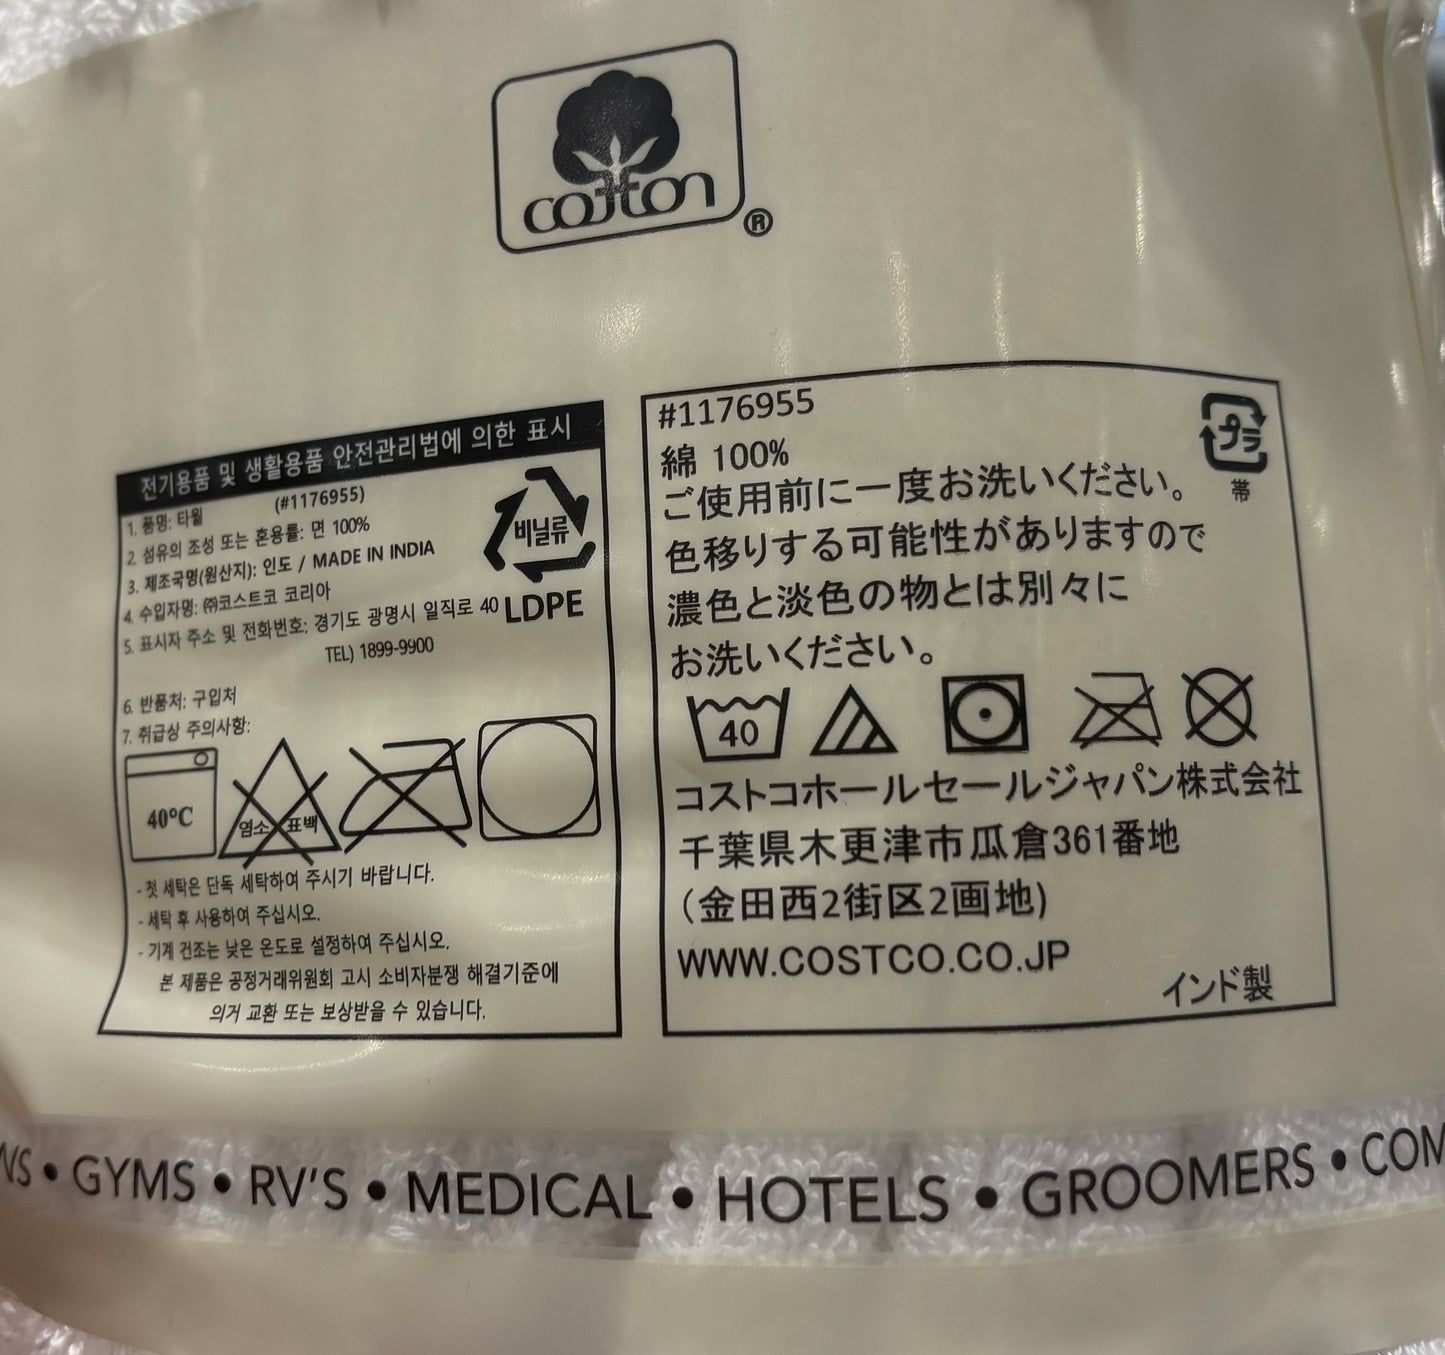 cotton®
전기용품 및 생활용품 안전관리법에 의한 표시
(#1176955)
1. 품명: 타월
2. 섬유의 조성 또는 혼용률: 면 100%
3. 제조국명(원산지): 인도 / MADE IN INDIA
4. 수입자명: ㈜코스트코 코리아
5. 표시자 주소 및 전화번호: 경기도 광명시 일직로 40
TEL) 1899-9900
6. 반품처: 구입처
7. 취급상 주의사항:
비닐류
LDPE
40℃
염소 표백
- 첫 세탁은 단독 세탁하여 주시기 바랍니다.
- 세탁 후 사용하여 주십시오.
- 기계 건조는 낮은 온도로 설정하여 주십시오.
본 제품은 공정거래위원회 고시 소비자분쟁 해결기준에
의거 교환 또는 보상받을 수 있습니다.
#1176955
綿 100%
ご使用前に一度お洗いください。
色移りする可能性がありますので
濃色と淡色の物とは別々に
お洗いください。
プラ
帯
40
コストコホールセールジャパン株式会社
千葉県木更津市瓜倉361番地
(金田西2街区2画地)
WWW.COSTCO.CO.JP
インド製
NS • GYMS • RV'S • MEDICAL • HOTELS • GROOMERS • COM